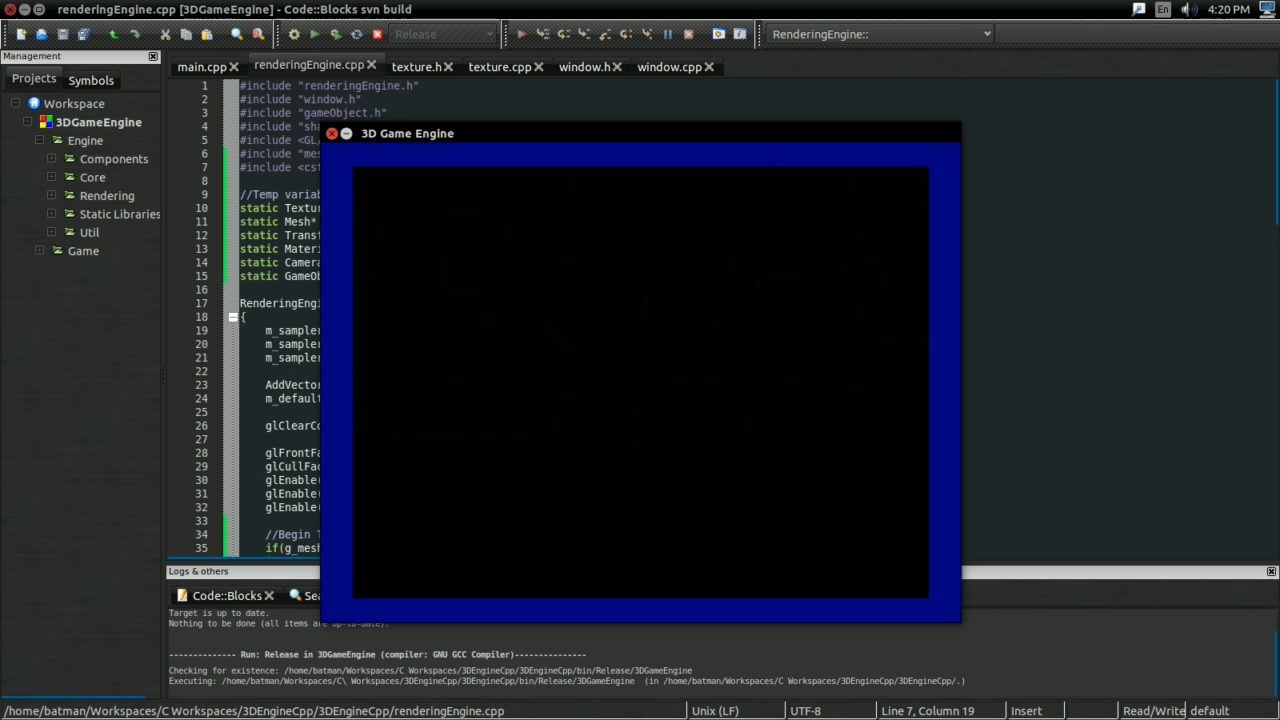 renderingEngine.cpp [3DGameEngine] - Code::Blocks svn build
En
4:20 PM
Release
RenderingEngine::
Management
Projects Symbols
Workspace
3DGameEngine
Engine
Components
Core
Rendering
Static Libraries
Util
Game
main.cpp renderingEngine.cpp texture.h texture.cpp window.h window.cpp
1 #include "renderingEngine.h"
2 #include "window.h"
3 #include "gameObject.h"
4 #include "sha
5 #include <GL/
6 #include "mes
7 #include <cst
8
9 //Temp variab
10 static Textur
11 static Mesh*
12 static Transf
13 static Materi
14 static Camera
15 static GameOb
16
17 RenderingEngi
18 {
19 m_sampler
20 m_sampler
21 m_sampler
22
23 AddVector
24 m_default
25
26 glClearCo
27
28 glFrontFa
29 glCullFac
30 glEnable(
31 glEnable(
32 glEnable(
33
34 //Begin T
35 if(g_mesh
3D Game Engine
Logs & others
Code::Blocks Sea
Target is up to date.
Nothing to be done (all items are up-to-date).
-------------- Run: Release in 3DGameEngine (compiler: GNU GCC Compiler)---------------
Checking for existence: /home/batman/Workspaces/C Workspaces/3DEngineCpp/3DEngineCpp/bin/Release/3DGameEngine
Executing: /home/batman/Workspaces/C\ Workspaces/3DEngineCpp/3DEngineCpp/bin/Release/3DGameEngine (in /home/batman/Workspaces/C Workspaces/3DEngineCpp/3DEngineCpp/.)
/home/batman/Workspaces/C Workspaces/3DEngineCpp/3DEngineCpp/renderingEngine.cpp Unix (LF) UTF-8 Line 7, Column 19 Insert Read/Write default